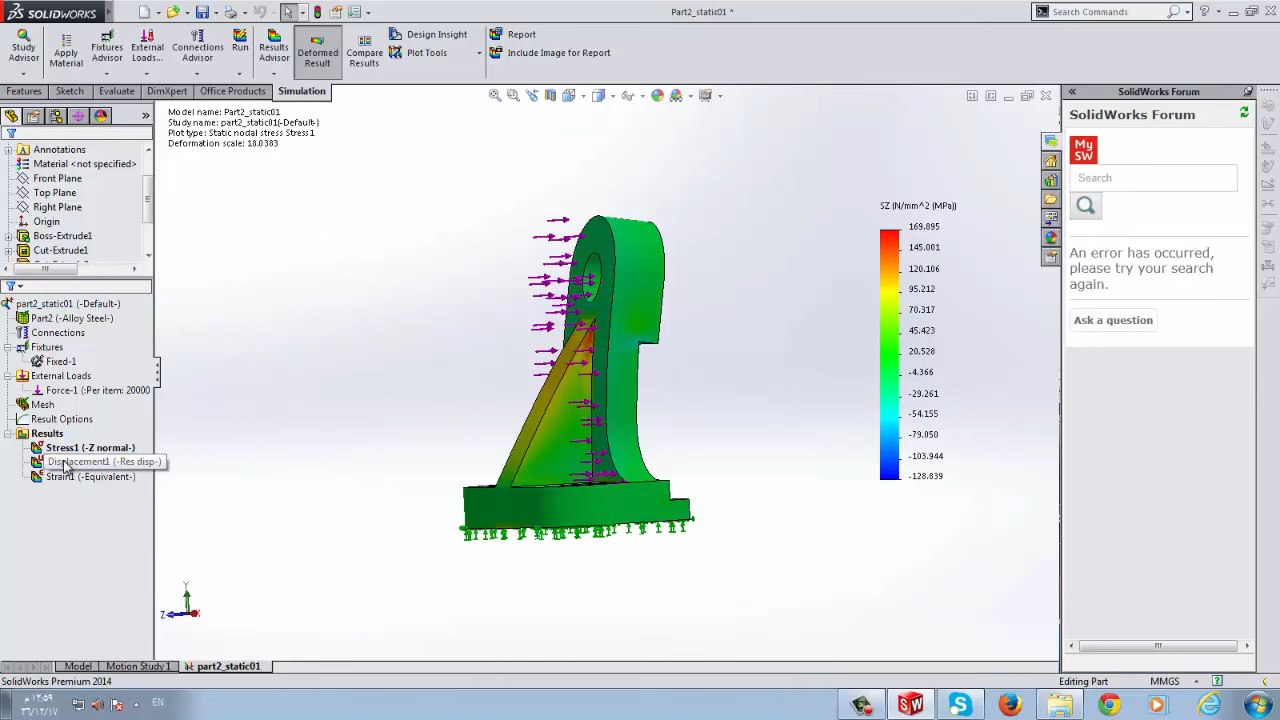 SOLIDWORKS
Part2_static01 *
Search Commands
Study Advisor
Apply Material
Fixtures Advisor
External Loads...
Connections Advisor
Run
Results Advisor
Deformed Result
Compare Results
Design Insight
Plot Tools
Report
Include Image for Report
Features
Sketch
Evaluate
DimXpert
Office Products
Simulation
Annotations
Material <not specified>
Front Plane
Top Plane
Right Plane
Origin
Boss-Extrude1
Cut-Extrude1
part2_static01 (-Default-)
Part2 (-Alloy Steel-)
Connections
Fixtures
Fixed-1
External Loads
Force-1 (:Per item: 20000
Mesh
Result Options
Results
Stress1 (-Z normal-)
Displacement1 (-Res disp-)
Strain1 (-Equivalent-)
Model name: Part2_static01
Study name: part2_static01(-Default-)
Plot type: Static nodal stress Stress1
Deformation scale: 18.0383
SZ (N/mm^2 (MPa))
169.895
145.001
120.106
95.212
70.317
45.423
20.528
-4.366
-29.261
-54.155
-79.050
-103.944
-128.839
Y
Z
X
SolidWorks Forum
SolidWorks Forum
My SW
Search
An error has occurred,
please try your search
again.
Ask a question
Model
Motion Study 1
part2_static01
SolidWorks Premium 2014
Editing Part
MMGS
EN